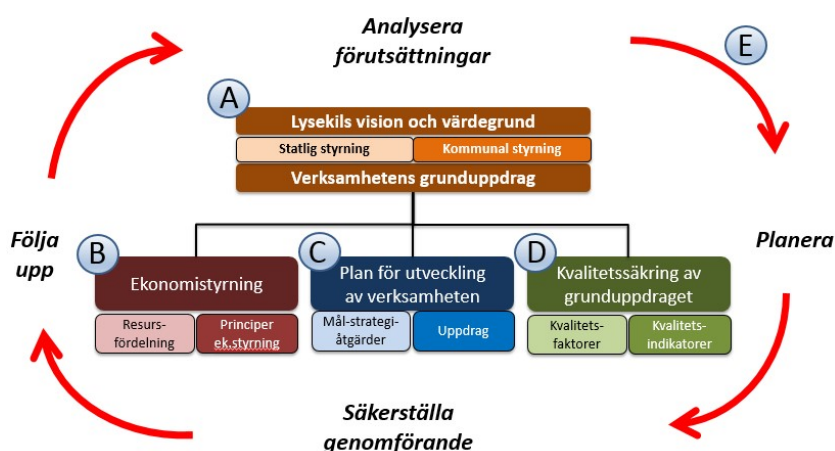 Analysera
förutsättningar
E
A
Lysekils vision och värdegrund
Statlig styrning
Kommunal styrning
Verksamhetens grunduppdrag
Följa
upp
Planera
B
Ekonomistyrning
Resurs-
fördelning
Principer
ek.styrning
C
Plan för utveckling
av verksamheten
Mål-strategi-
åtgärder
Uppdrag
D
Kvalitetssäkring av
grunduppdraget
Kvalitets-
faktorer
Kvalitets-
indikatorer
Säkerställa
genomförande